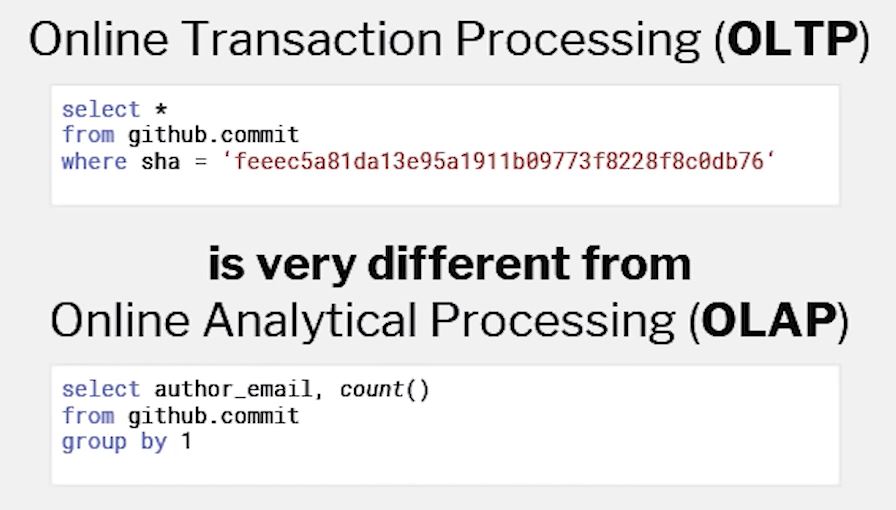 Online Transaction Processing (OLTP)
select *
from github.commit
where sha = ‘feeec5a81da13e95a1911b09773f8228f8c0db76‘
is very different from
Online Analytical Processing (OLAP)
select author_email, count()
from github.commit
group by 1